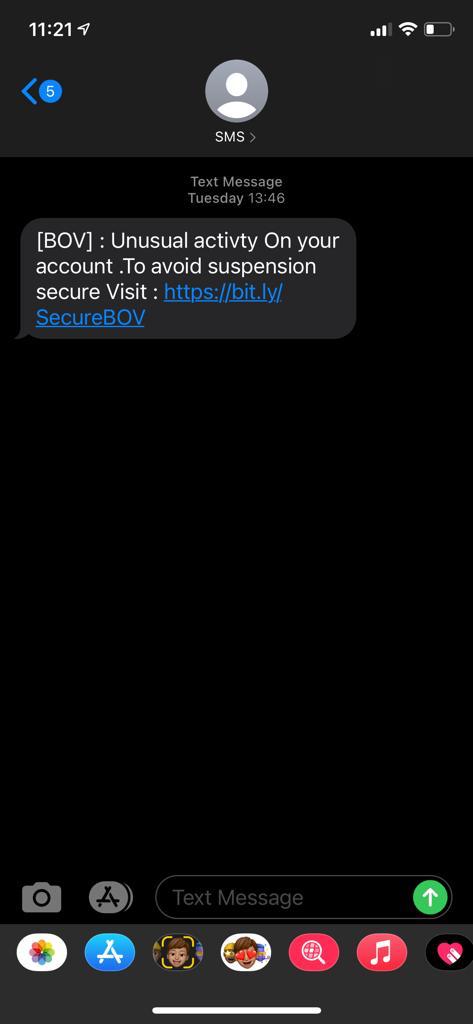 11:21
5
SMS
Text Message
Tuesday 13:46
[BOV] : Unusual activty On your
account .To avoid suspension
secure Visit : https://bit.ly/
SecureBOV
Text Message